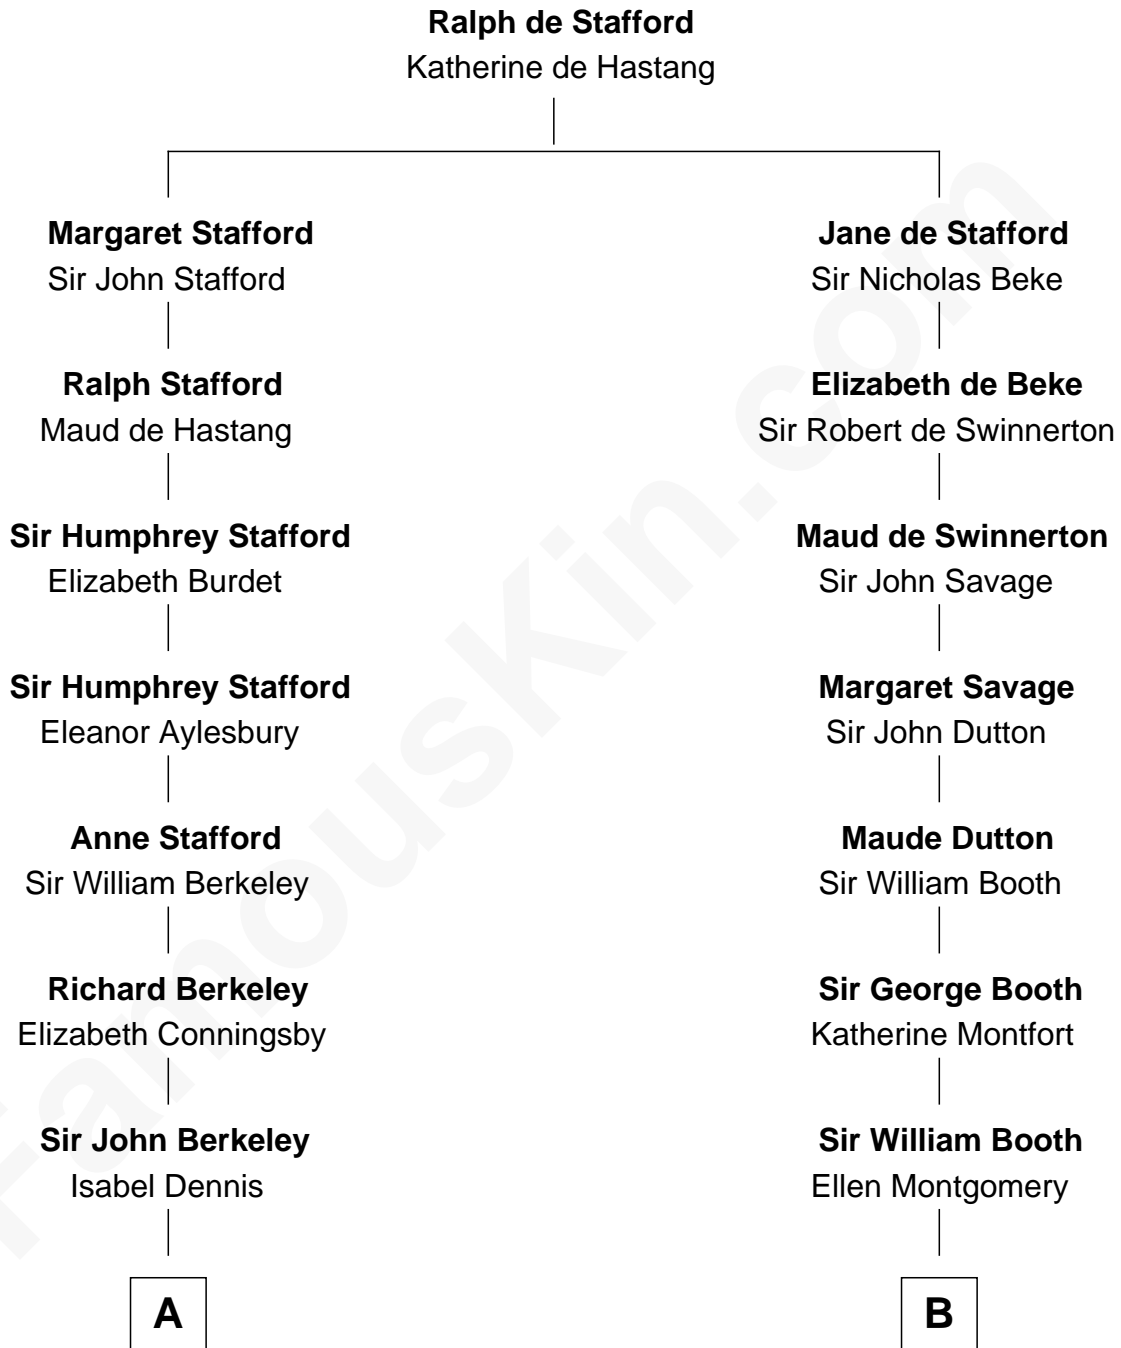 Ralph de Stafford
Katherine de Hastang
Margaret Stafford
Sir John Stafford
Jane de Stafford
Sir Nicholas Beke
Ralph Stafford
Maud de Hastang
Elizabeth de Beke
Sir Robert de Swinnerton
Sir Humphrey Stafford
Elizabeth Burdet
Maud de Swinnerton
Sir John Savage
Sir Humphrey Stafford
Eleanor Aylesbury
Margaret Savage
Sir John Dutton
Anne Stafford
Sir William Berkeley
Maude Dutton
Sir William Booth
Richard Berkeley
Elizabeth Conningsby
Sir George Booth
Katherine Montfort
Sir John Berkeley
Isabel Dennis
Sir William Booth
Ellen Montgomery
A
B
FamousKin.com